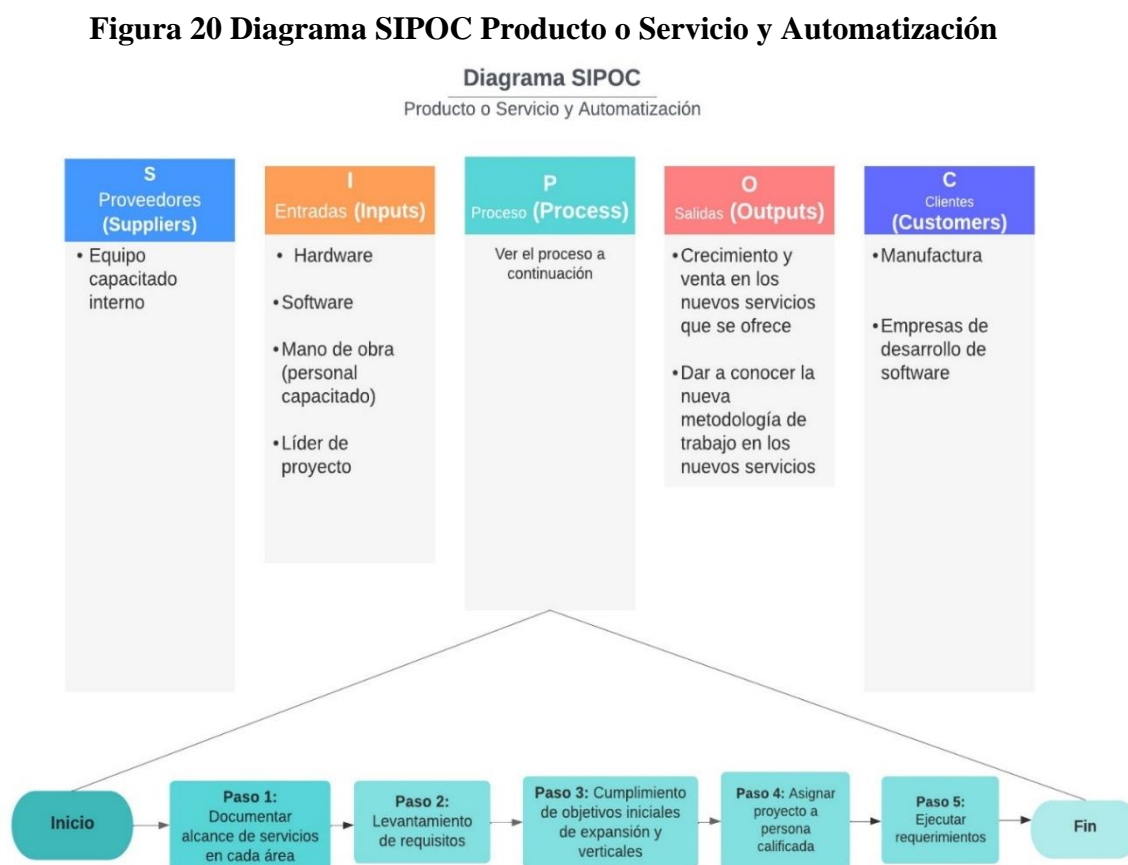 Figura 20 Diagrama SIPOC Producto o Servicio y Automatización
Diagrama SIPOC
Producto o Servicio y Automatización
S
Proveedores
(Suppliers)
• Equipo
capacitado
interno
I
Entradas (Inputs)
• Hardware
•Software
•Mano de obra
(personal
capacitado)
•Líder de
proyecto
P
Proceso (Process)
Ver el proceso a
continuación
O
Salidas (Outputs)
•Crecimiento y
venta en los
nuevos servicios
que se ofrece
•Dar a conocer la
nueva
metodología de
trabajo en los
nuevos servicios
C
Clientes
(Customers)
•Manufactura
•Empresas de
desarrollo de
software
Inicio
Paso 1:
Documentar
alcance de servicios
en cada área
Paso 2:
Levantamiento
de requisitos
Paso 3: Cumplimiento
de objetivos iniciales
de expansión y
verticales
Paso 4: Asignar
proyecto a
persona
calificada
Paso 5:
Ejecutar
requerimientos
Fin